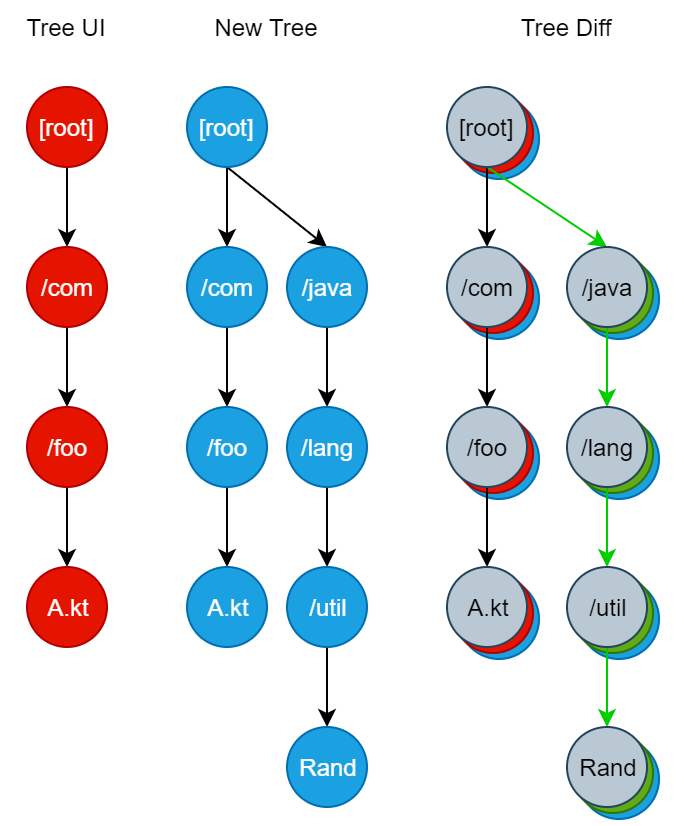 Tree UI
New Tree
Tree Diff
[root]
[root]
[root]
/com
/com
/java
/com
/java
/foo
/foo
/lang
/foo
/lang
A.kt
A.kt
/util
A.kt
/util
Rand
Rand